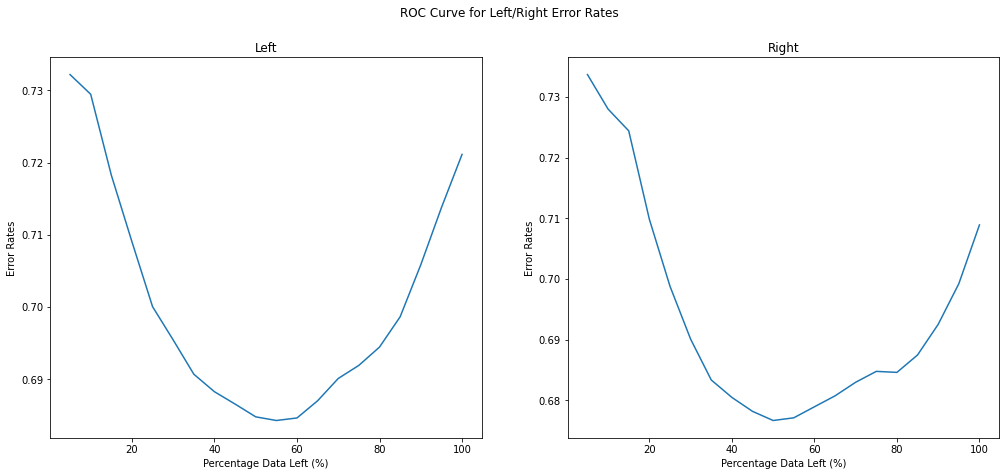 ROC Curve for Left/Right Error Rates
Left
0.73
0.72
0.71
0.70
0.69
Error Rates
20 40 60 80 100
Percentage Data Left (%)
Right
0.73
0.72
0.71
0.70
0.69
0.68
Error Rates
20 40 60 80 100
Percentage Data Left (%)